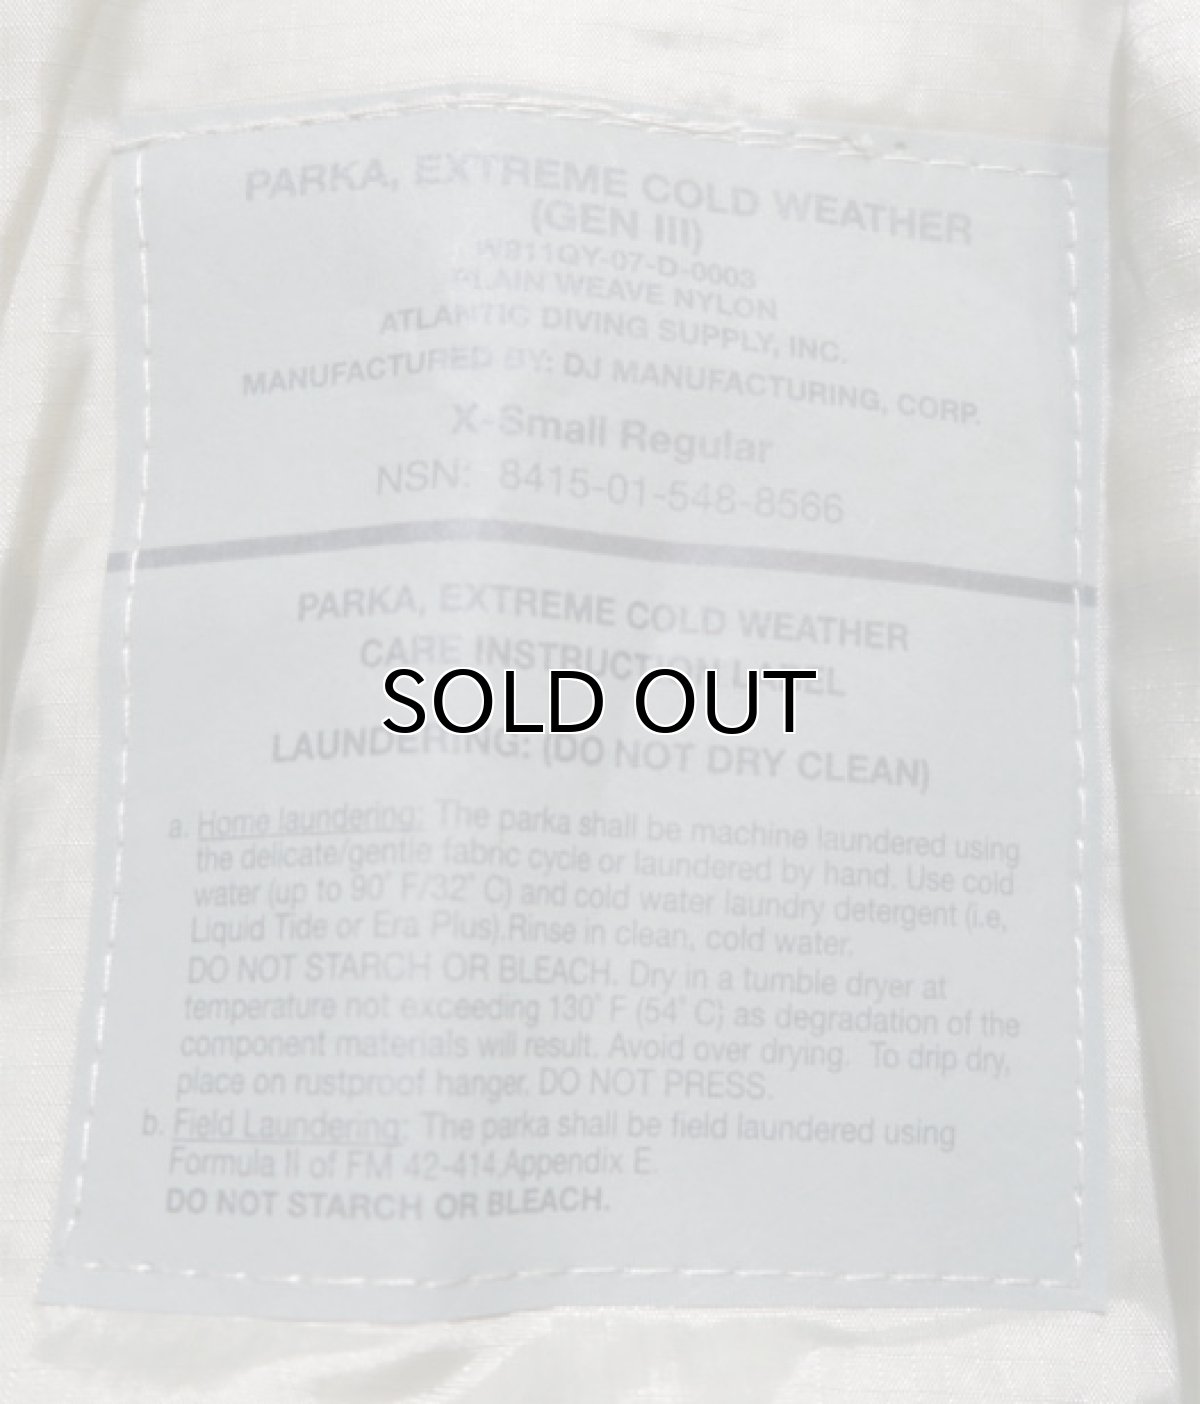 PARKA, EXTREME COLD WEATHER
(GEN III)
W911QY-07-D-0003
PLAIN WEAVE NYLON
ATLANTIC DIVING SUPPLY, INC.
MANUFACTURED BY: DJ MANUFACTURING, CORP.
X-Small Regular
NSN: 8415-01-548-8566
PARKA, EXTREME COLD WEATHER
CARE INSTRUCTION LABEL
SOLD OUT
LAUNDERING: (DO NOT DRY CLEAN)
a. Home laundering: The parka shall be machine laundered using
the delicate/gentle fabric cycle or laundered by hand. Use cold
water (up to 90° F/32° C) and cold water laundry detergent (i.e,
Liquid Tide or Era Plus).Rinse in clean, cold water.
DO NOT STARCH OR BLEACH. Dry in a tumble dryer at
temperature not exceeding 130° F (54° C) as degradation of the
component materials will result. Avoid over drying. To drip dry,
place on rustproof hanger. DO NOT PRESS.
b. Field Laundering: The parka shall be field laundered using
Formula II of FM 42-414,Appendix E.
DO NOT STARCH OR BLEACH.